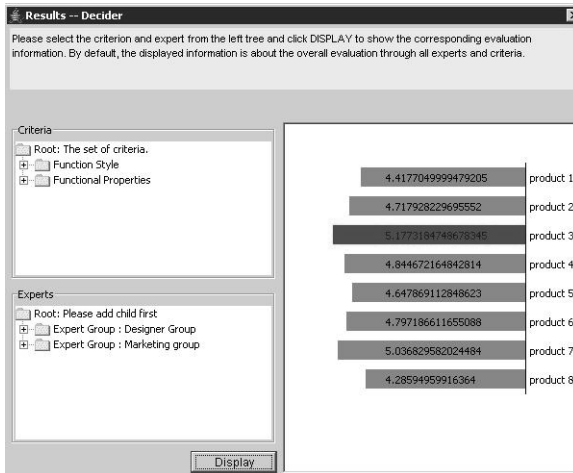 Results -- Decider
Please select the criterion and expert from the left tree and click DISPLAY to show the corresponding evaluation
information. By default, the displayed information is about the overall evaluation through all experts and criteria.
Criteria
Root: The set of criteria.
Function Style
Functional Properties
Experts
Root: Please add child first
Expert Group : Designer Group
Expert Group : Marketing group
Display
4.4177049999479205 product 1
4.717928229695552 product 2
5.1773184749678345 product 3
4.844672164842814 product 4
4.647869112848623 product 5
4.797186611655088 product 6
5.036829582024484 product 7
4.28594959916364 product 8